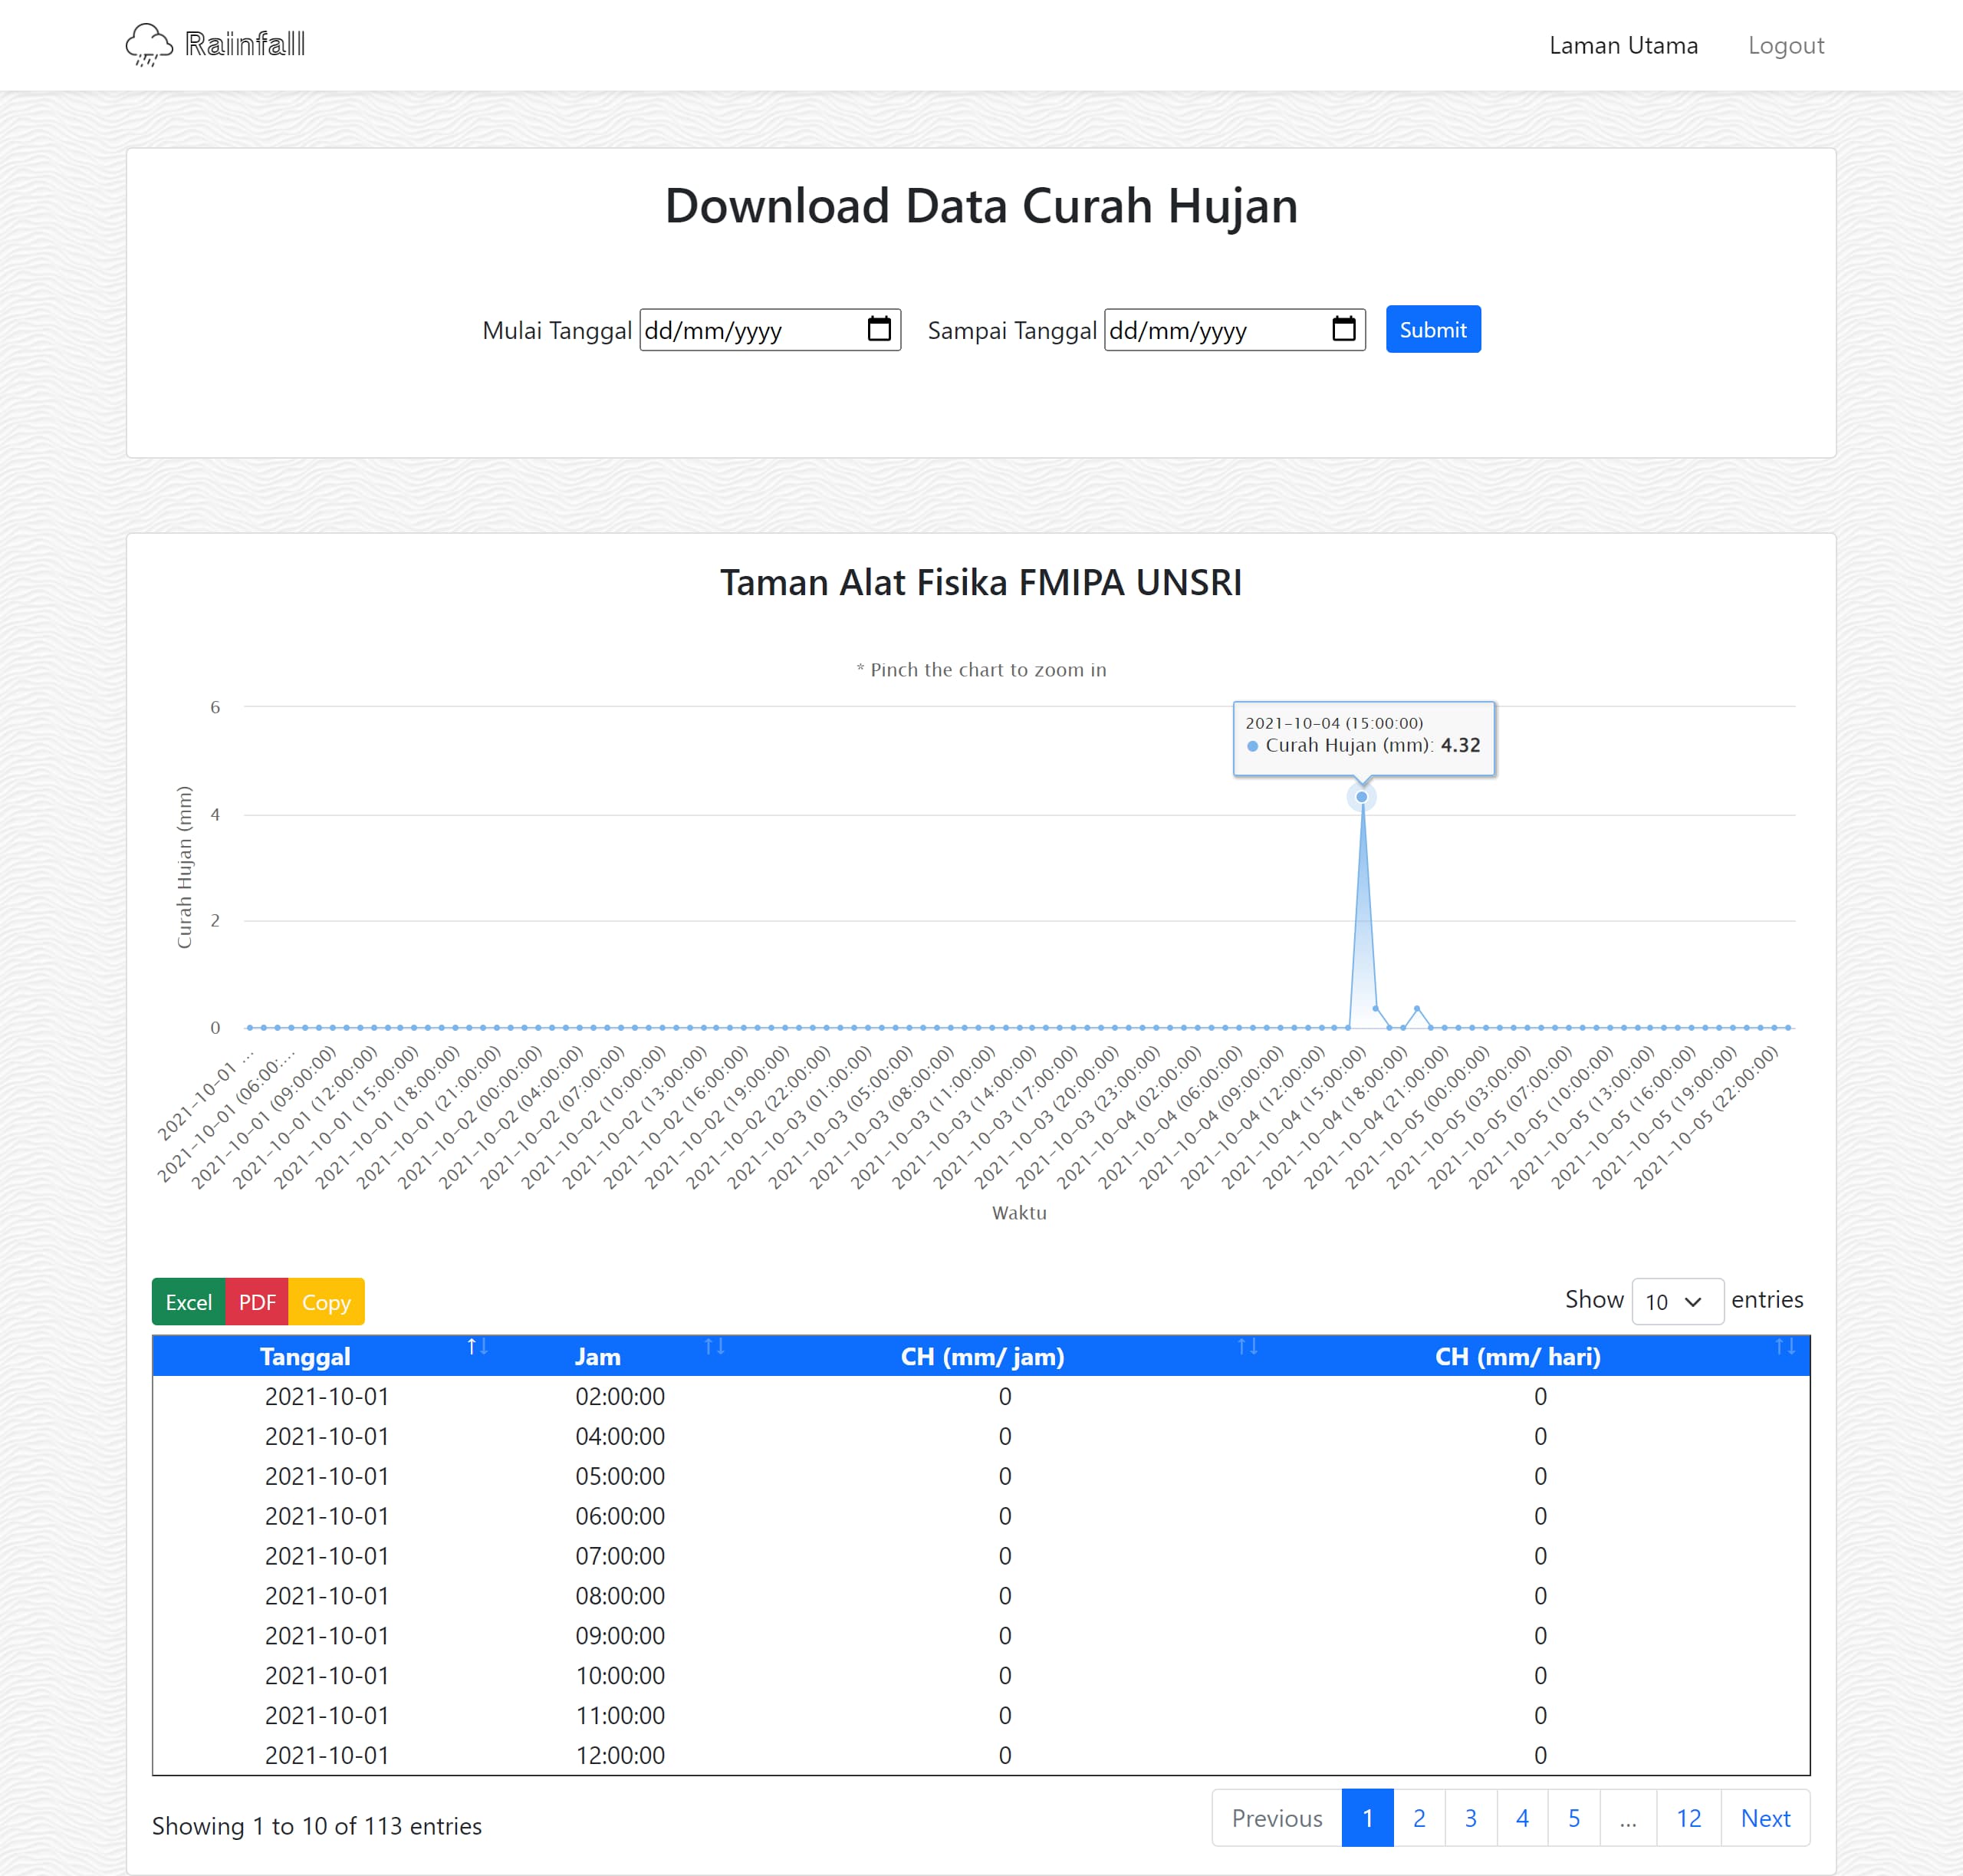 Rainfall
Laman Utama Logout
Download Data Curah Hujan
Mulai Tanggal dd/mm/yyyy Sampai Tanggal dd/mm/yyyy Submit
Taman Alat Fisika FMIPA UNSRI
* Pinch the chart to zoom in
2021-10-04 (15:00:00)
Curah Hujan (mm): 4.32
Curah Hujan (mm)
6
4
2
0
2021-10-01 ...
2021-10-01 (06:00:...
2021-10-01 (09:00:00)
2021-10-01 (12:00:00)
2021-10-01 (15:00:00)
2021-10-01 (18:00:00)
2021-10-01 (21:00:00)
2021-10-02 (00:00:00)
2021-10-02 (04:00:00)
2021-10-02 (07:00:00)
2021-10-02 (10:00:00)
2021-10-02 (13:00:00)
2021-10-02 (16:00:00)
2021-10-02 (19:00:00)
2021-10-02 (22:00:00)
2021-10-03 (01:00:00)
2021-10-03 (05:00:00)
2021-10-03 (08:00:00)
2021-10-03 (11:00:00)
2021-10-03 (14:00:00)
2021-10-03 (17:00:00)
2021-10-03 (20:00:00)
2021-10-03 (23:00:00)
2021-10-04 (02:00:00)
2021-10-04 (06:00:00)
2021-10-04 (09:00:00)
2021-10-04 (12:00:00)
2021-10-04 (15:00:00)
2021-10-04 (18:00:00)
2021-10-04 (21:00:00)
2021-10-05 (00:00:00)
2021-10-05 (03:00:00)
2021-10-05 (07:00:00)
2021-10-05 (10:00:00)
2021-10-05 (13:00:00)
2021-10-05 (16:00:00)
2021-10-05 (19:00:00)
2021-10-05 (22:00:00)
Waktu
Excel PDF Copy Show 10 entries
Tanggal Jam CH (mm/ jam) CH (mm/ hari)
2021-10-01 02:00:00 0 0
2021-10-01 04:00:00 0 0
2021-10-01 05:00:00 0 0
2021-10-01 06:00:00 0 0
2021-10-01 07:00:00 0 0
2021-10-01 08:00:00 0 0
2021-10-01 09:00:00 0 0
2021-10-01 10:00:00 0 0
2021-10-01 11:00:00 0 0
2021-10-01 12:00:00 0 0
Showing 1 to 10 of 113 entries Previous 1 2 3 4 5 ... 12 Next